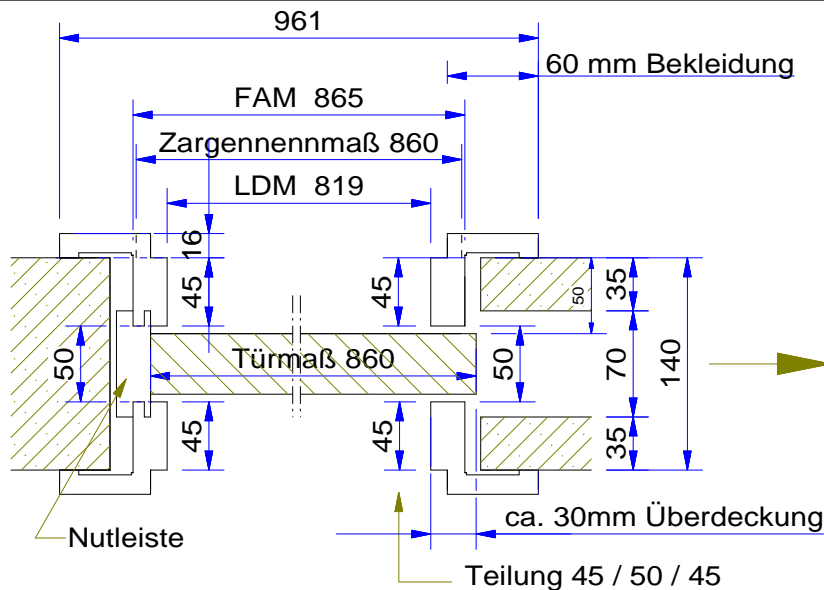 961
60 mm Bekleidung
FAM 865
Zargennennmaß 860
LDM 819
16
45
45
50
35
50
Türmaß 860
50
70
140
45
45
35
Nutleiste
ca. 30mm Überdeckung
Teilung 45 / 50 / 45